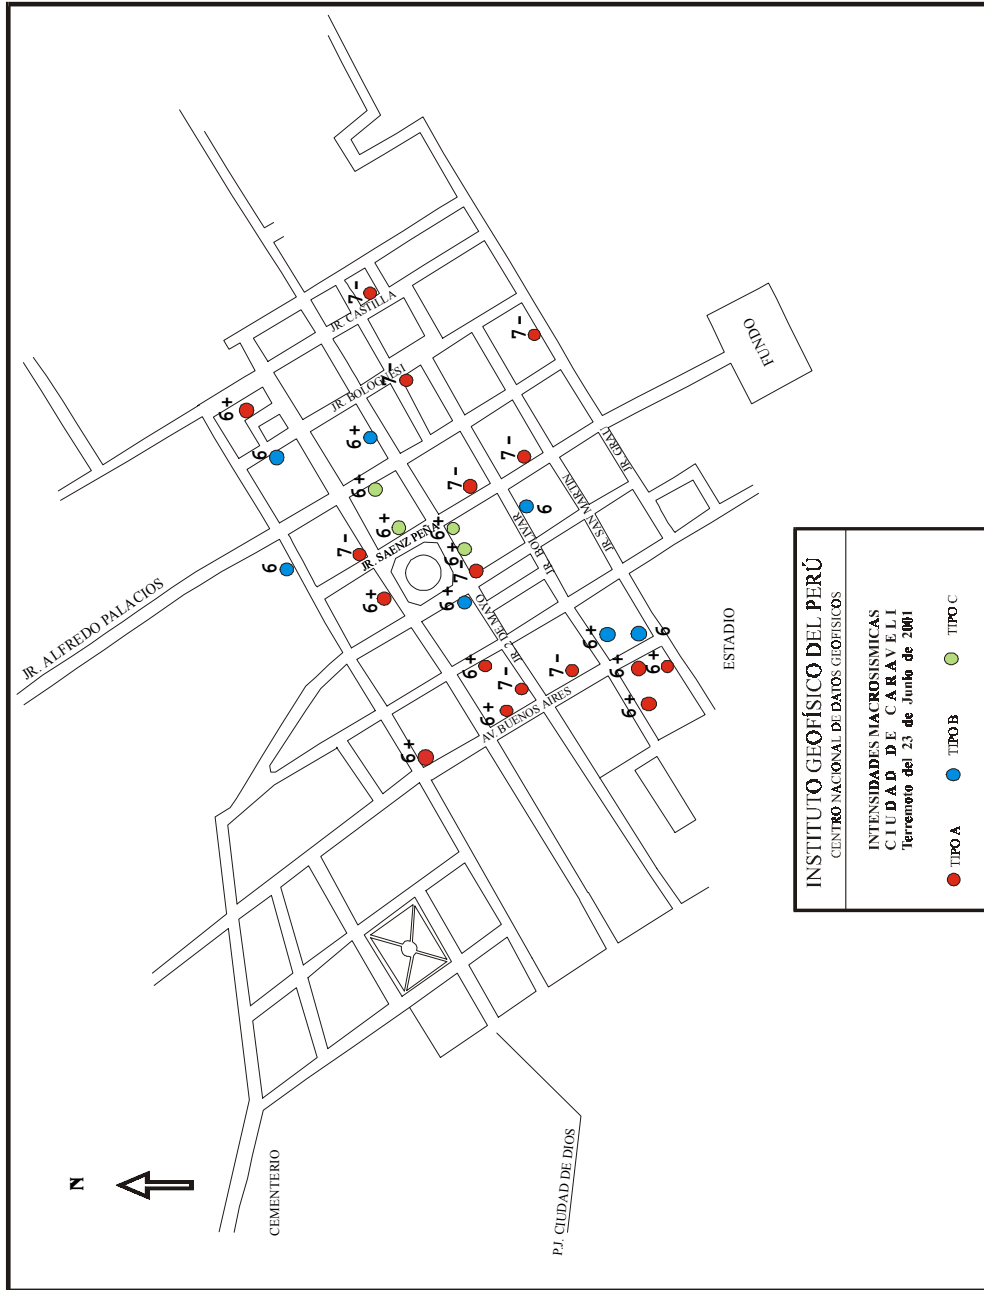 N
JR. ALFREDO PALACIOS
JR. CASTILLA
JR. BOLOGNESI
JR. SAENZ PEÑA
JR. 2 DE MAYO
JR. BOLIVAR
JR. SAN MARTIN
JR. GRAU
AV. BUENOS AIRES
FUNDO
ESTADIO
CEMENTERIO
P.J. CIUDAD DE DIOS
7-
7-
7-
6+
6
6+
7-
7-
6+
6+
6+
6+
6
7-
6
7-
6+
6+
6+
7-
7-
6+
6+
6+
6
6+
6+
6+
INSTITUTO GEOFÍSICO DEL PERÚ
CENTRO NACIONAL DE DATOS GEOFISICOS
INTENSIDADES MACROSISMICAS
CIUDAD DE CARAVELI
Terremoto del 23 de Junio de 2001
TIPO A
TIPO B
TIPO C